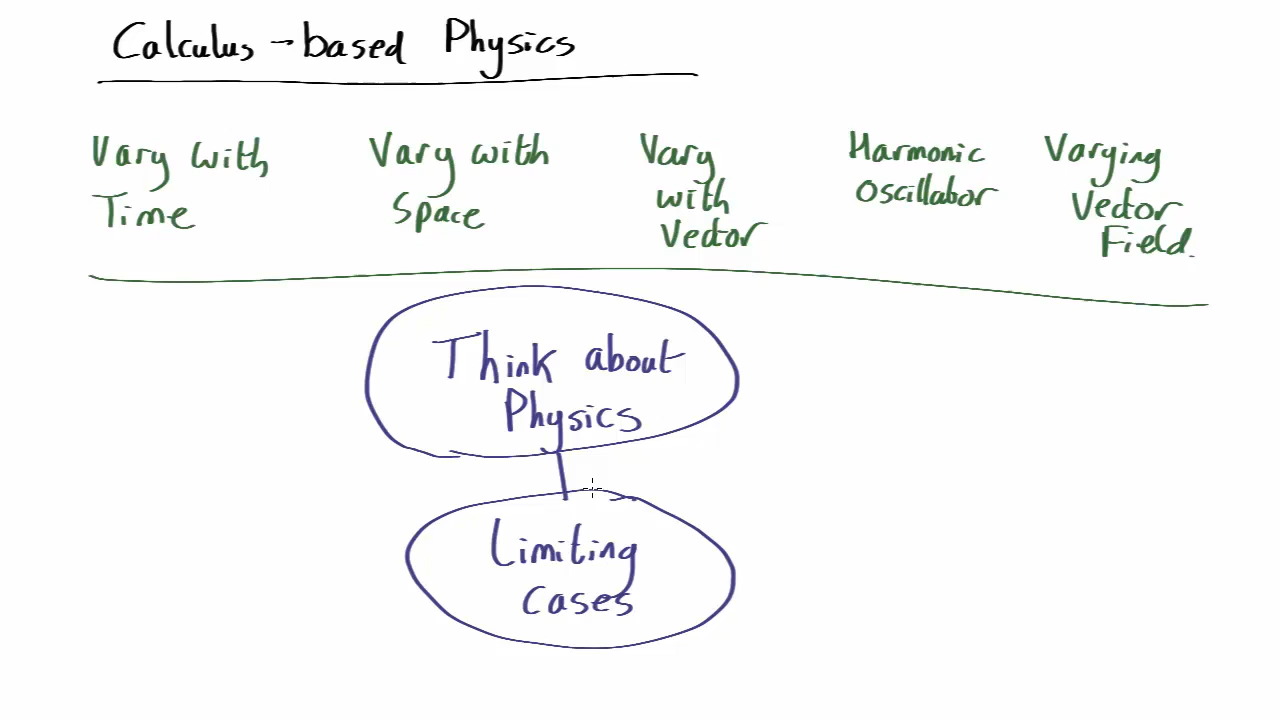 Calculus-based Physics
Vary with
Time
Vary with
Space
Vary
with
Vector
Harmonic
Oscillator
Varying
Vector
Field.
Think about
Physics
Limiting
Cases